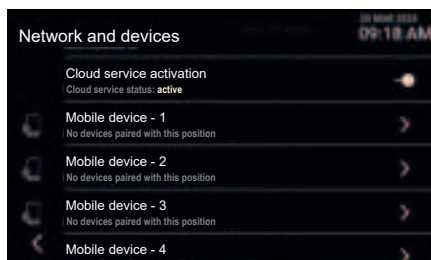 Network and devices
09:18 AM
Cloud service activation
Cloud service status: active
Mobile device - 1
No devices paired with this position
Mobile device - 2
No devices paired with this position
Mobile device - 3
No devices paired with this position
Mobile device - 4